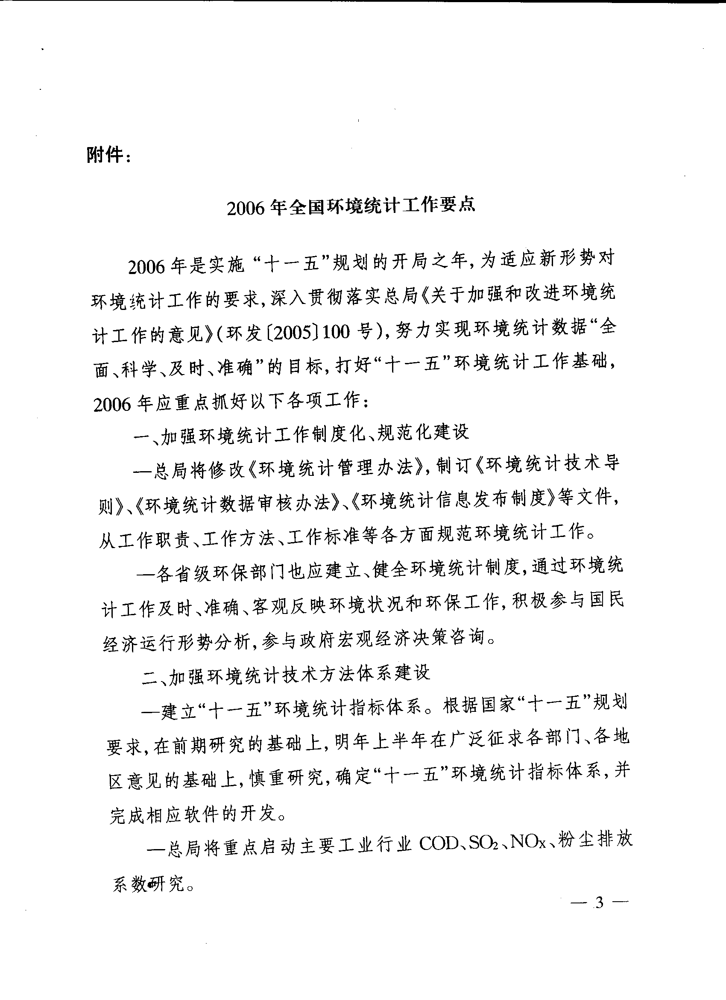 附件：
2006 年全国环境统计工作要点
2006 年是实施“十一五”规划的开局之年，为适应新形势对
环境统计工作的要求，深入贯彻落实总局《关于加强和改进环境统
计工作的意见》（环发〔2005〕100 号），努力实现环境统计数据“全
面、科学、及时、准确”的目标，打好“十一五”环境统计工作基础，
2006 年应重点抓好以下各项工作：
一、加强环境统计工作制度化、规范化建设
—总局将修改《环境统计管理办法》，制订《环境统计技术导
则》、《环境统计数据审核办法》、《环境统计信息发布制度》等文件，
从工作职责、工作方法、工作标准等各方面规范环境统计工作。
—各省级环保部门也应建立、健全环境统计制度，通过环境统
计工作及时、准确、客观反映环境状况和环保工作，积极参与国民
经济运行形势分析，参与政府宏观经济决策咨询。
二、加强环境统计技术方法体系建设
—建立“十一五”环境统计指标体系。根据国家“十一五”规划
要求，在前期研究的基础上，明年上半年在广泛征求各部门、各地
区意见的基础上，慎重研究，确定“十一五”环境统计指标体系，并
完成相应软件的开发。
—总局将重点启动主要工业行业 COD、SO₂、NOx、粉尘排放
系数研究。
— 3 —